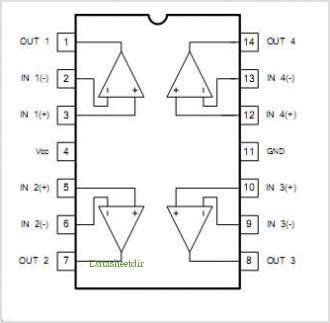 OUT 1 1 14 OUT 4
IN 1(-) 2 13 IN 4(-)
- + + -
IN 1(+) 3 12 IN 4(+)
Vcc 4 11 GND
IN 2(+) 5 10 IN 3(+)
- + + -
IN 2(-) 6 9 IN 3(-)
OUT 2 7 8 OUT 3
Datasheetdir